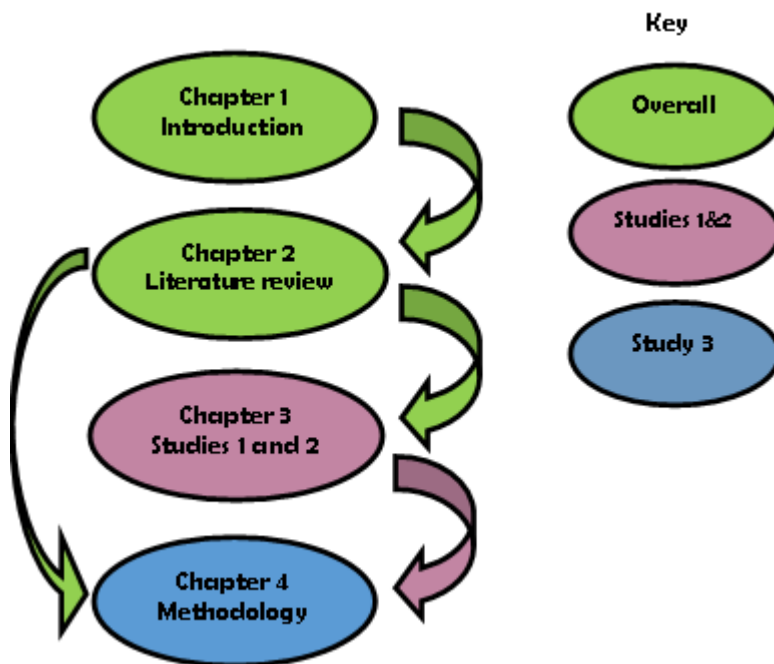 Key
Chapter 1
Introduction
Overall
Chapter 2
Literature review
Studies 1&2
Study 3
Chapter 3
Studies 1 and 2
Chapter 4
Methodology